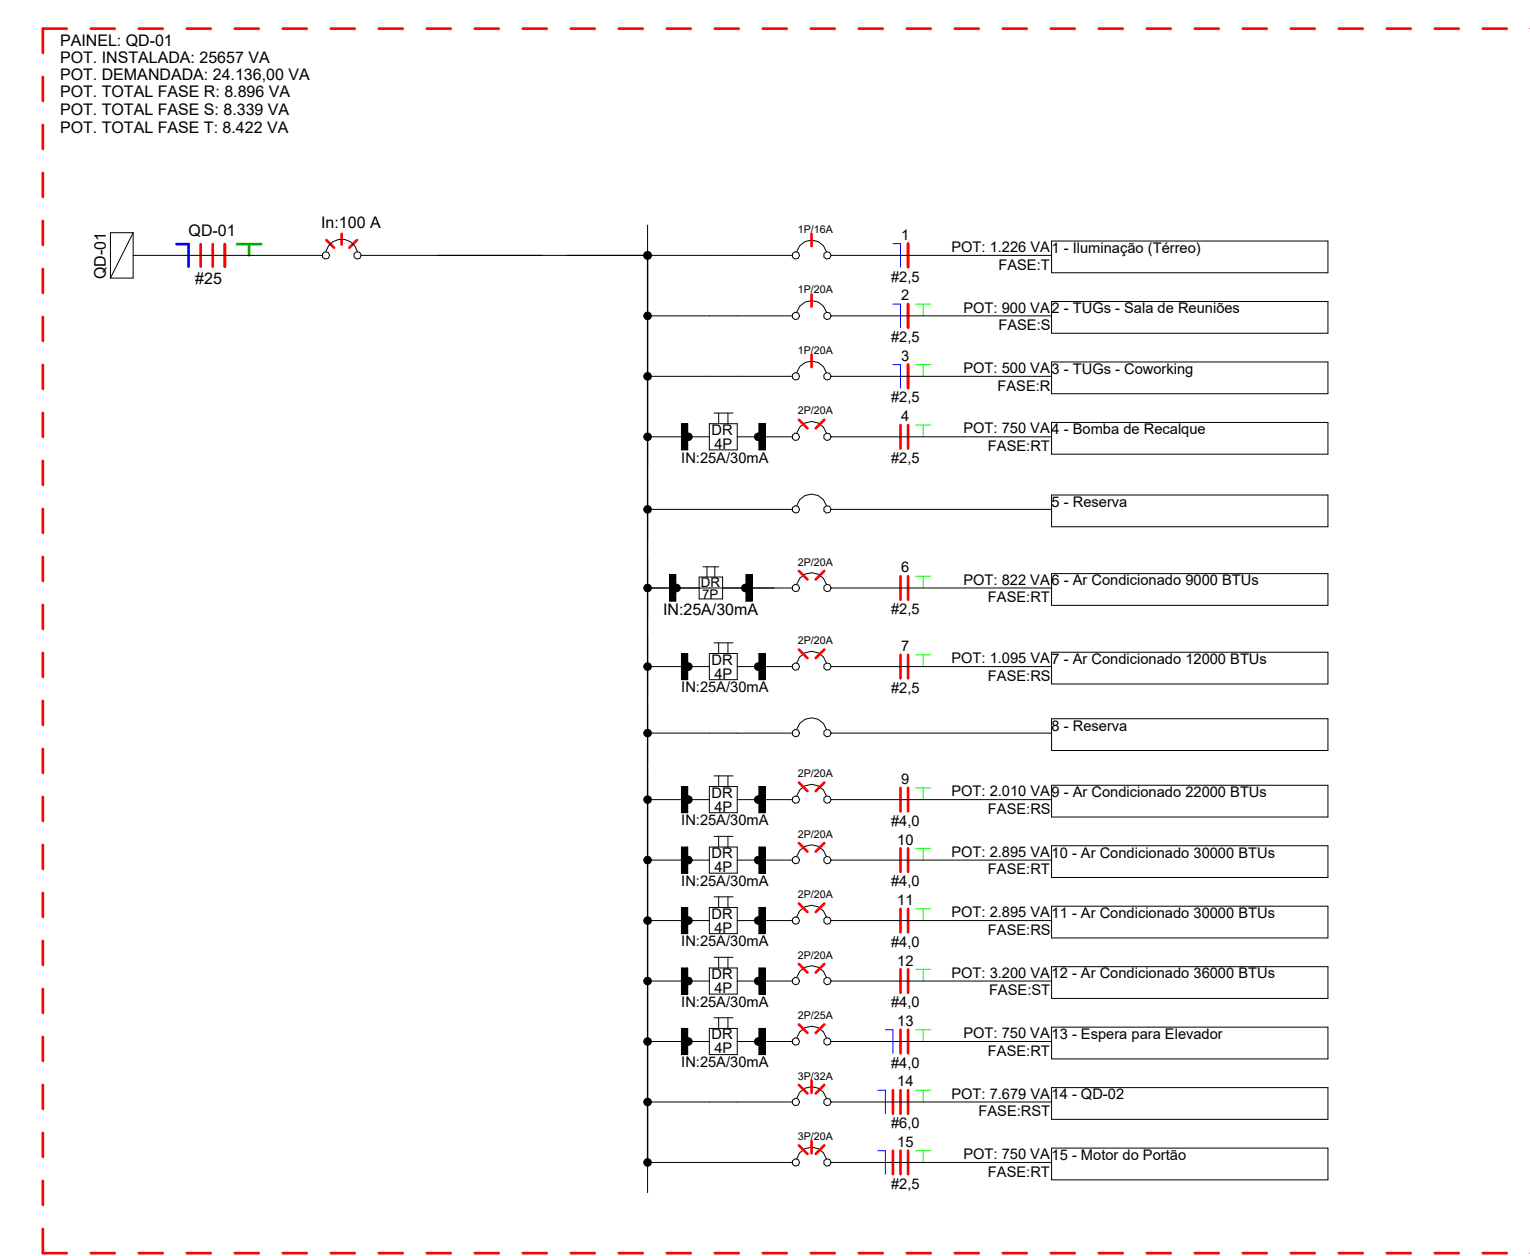 PAINEL: QD-01
POT. INSTALADA: 25657 VA
POT. DEMANDADA: 24.136,00 VA
POT. TOTAL FASE R: 8.896 VA
POT. TOTAL FASE S: 8.339 VA
POT. TOTAL FASE T: 8.422 VA
QD-01
QD-01
#25
In:100 A
1P/16A
1
#2,5
POT: 1.226 VA
FASE:T
1 - Iluminação (Térreo)
1P/20A
2
#2,5
POT: 900 VA
FASE:S
2 - TUGs - Sala de Reuniões
1P/20A
3
#2,5
POT: 500 VA
FASE:R
3 - TUGs - Coworking
DR
4P
IN:25A/30mA
2P/20A
4
#2,5
POT: 750 VA
FASE:RT
4 - Bomba de Recalque
5 - Reserva
DR
7P
IN:25A/30mA
2P/20A
6
#2,5
POT: 822 VA
FASE:RT
6 - Ar Condicionado 9000 BTUs
DR
4P
IN:25A/30mA
2P/20A
7
#2,5
POT: 1.095 VA
FASE:RS
7 - Ar Condicionado 12000 BTUs
8 - Reserva
DR
4P
IN:25A/30mA
2P/20A
9
#4,0
POT: 2.010 VA
FASE:RS
9 - Ar Condicionado 22000 BTUs
DR
4P
IN:25A/30mA
2P/20A
10
#4,0
POT: 2.895 VA
FASE:RT
10 - Ar Condicionado 30000 BTUs
DR
4P
IN:25A/30mA
2P/20A
11
#4,0
POT: 2.895 VA
FASE:RS
11 - Ar Condicionado 30000 BTUs
DR
4P
IN:25A/30mA
2P/20A
12
#4,0
POT: 3.200 VA
FASE:ST
12 - Ar Condicionado 36000 BTUs
DR
4P
IN:25A/30mA
2P/25A
13
#4,0
POT: 750 VA
FASE:RT
13 - Espera para Elevador
3P/32A
14
#6,0
POT: 7.679 VA
FASE:RST
14 - QD-02
3P/20A
15
#2,5
POT: 750 VA
FASE:RT
15 - Motor do Portão